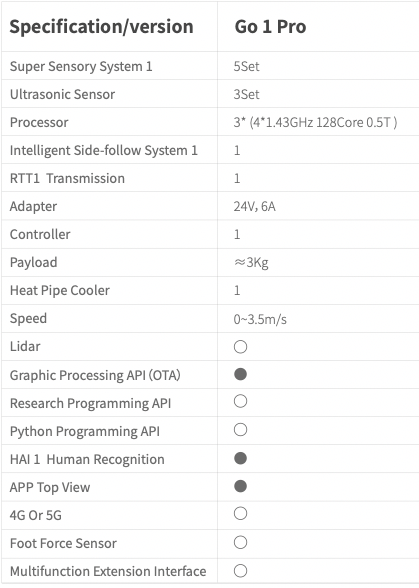 Specification/version Go 1 Pro
Super Sensory System 1 5Set
Ultrasonic Sensor 3Set
Processor 3* (4*1.43GHz 128Core 0.5T )
Intelligent Side-follow System 1 1
RTT1 Transmission 1
Adapter 24V, 6A
Controller 1
Payload ≈3Kg
Heat Pipe Cooler 1
Speed 0~3.5m/s
Lidar ○
Graphic Processing API (OTA) ●
Research Programming API ○
Python Programming API ○
HAI 1 Human Recognition ●
APP Top View ●
4G Or 5G ○
Foot Force Sensor ○
Multifunction Extension Interface ○